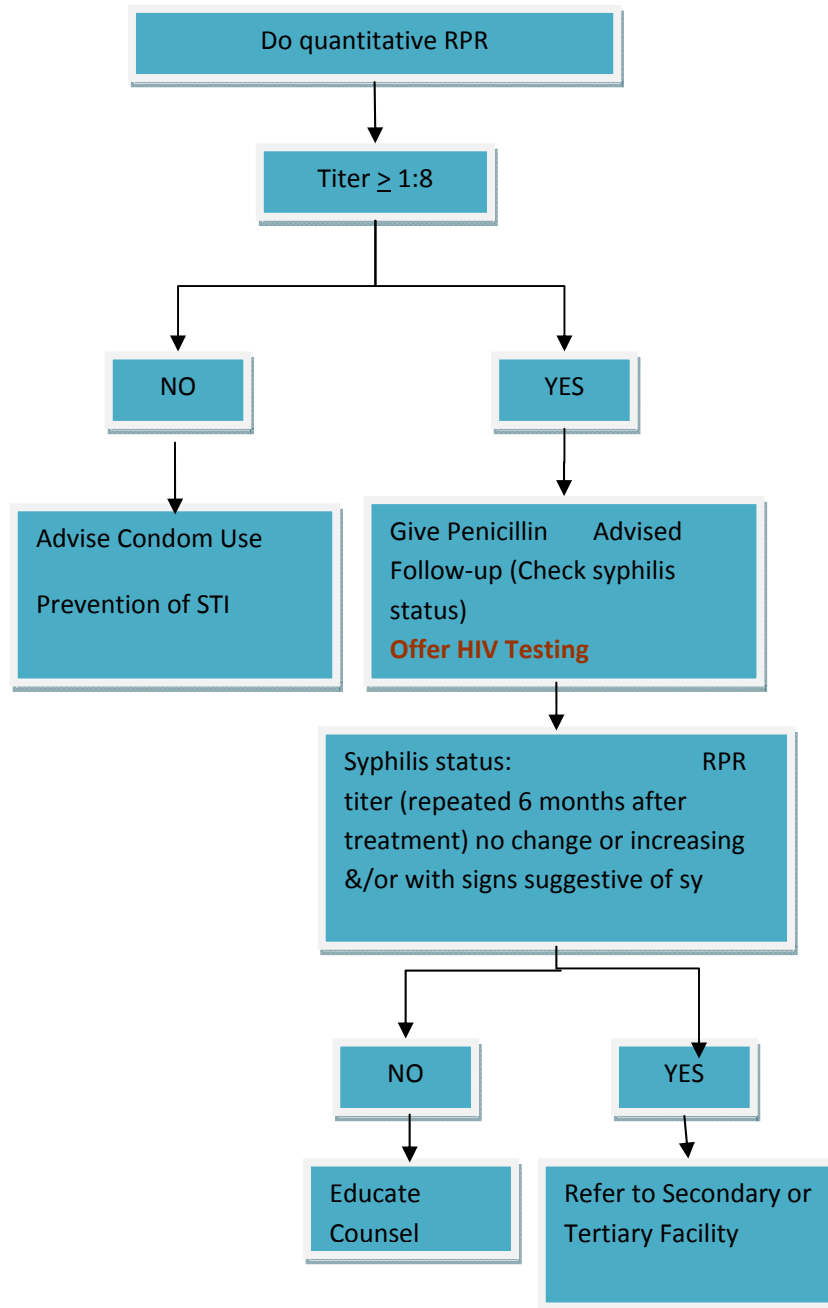 Do quantitative RPR
Titer ≥ 1:8
NO
YES
Advise Condom Use
Prevention of STI
Give Penicillin Advised
Follow-up (Check syphilis
status)
Offer HIV Testing
Syphilis status: RPR
titer (repeated 6 months after
treatment) no change or increasing
&/or with signs suggestive of sy
NO
YES
Educate
Counsel
Refer to Secondary or
Tertiary Facility